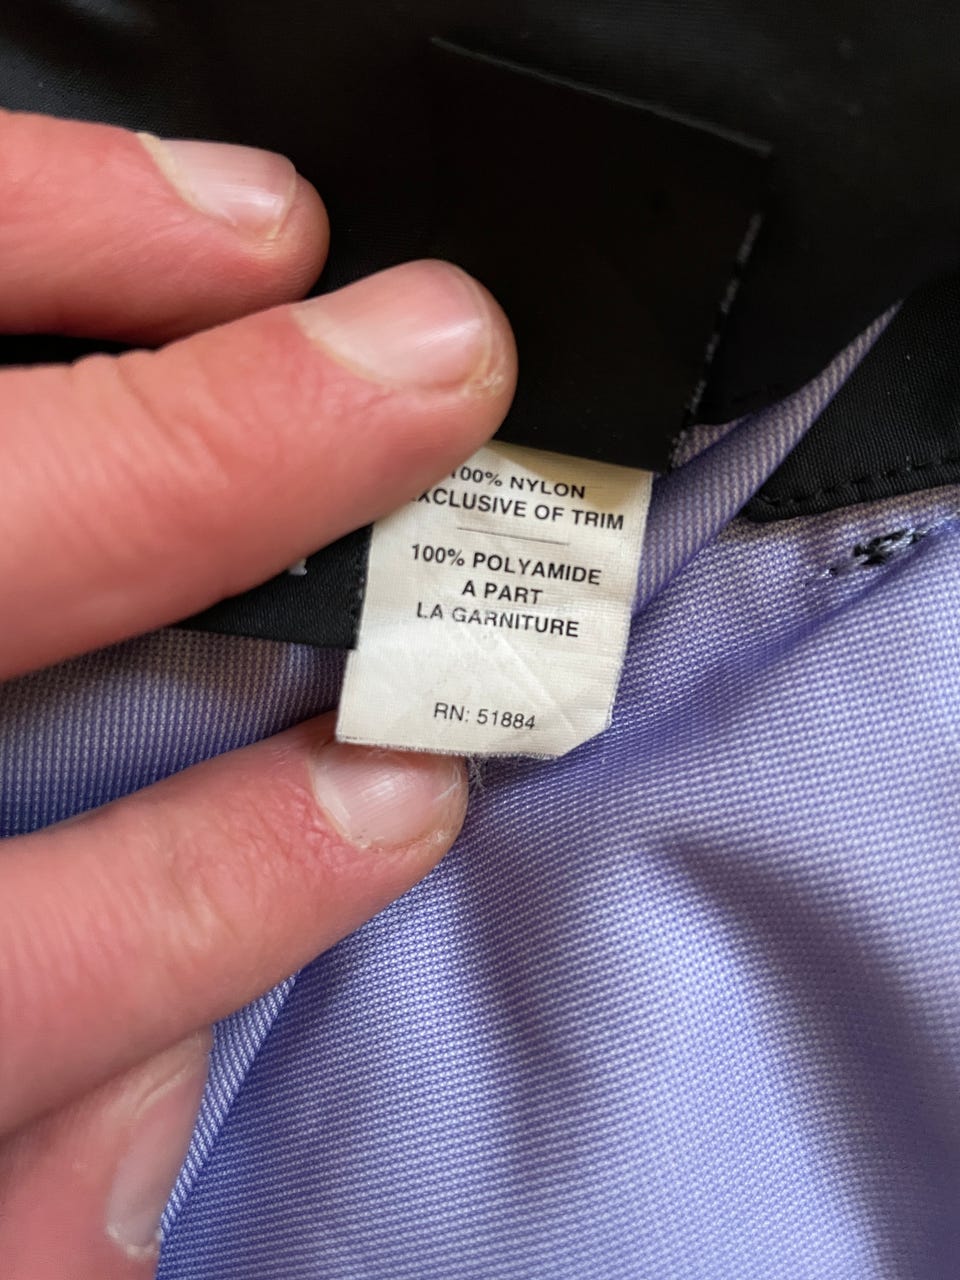 100% NYLON
EXCLUSIVE OF TRIM
100% POLYAMIDE
A PART
LA GARNITURE
RN: 51884